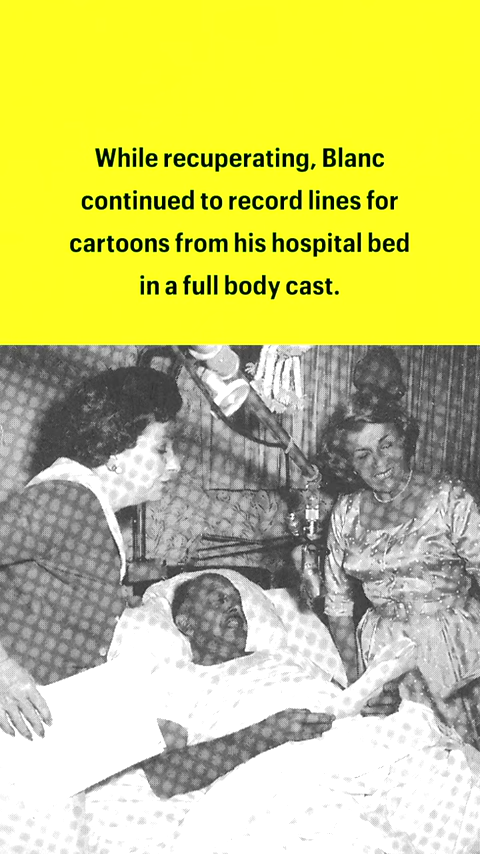 While recuperating, Blanc
continued to record lines for
cartoons from his hospital bed
in a full body cast.